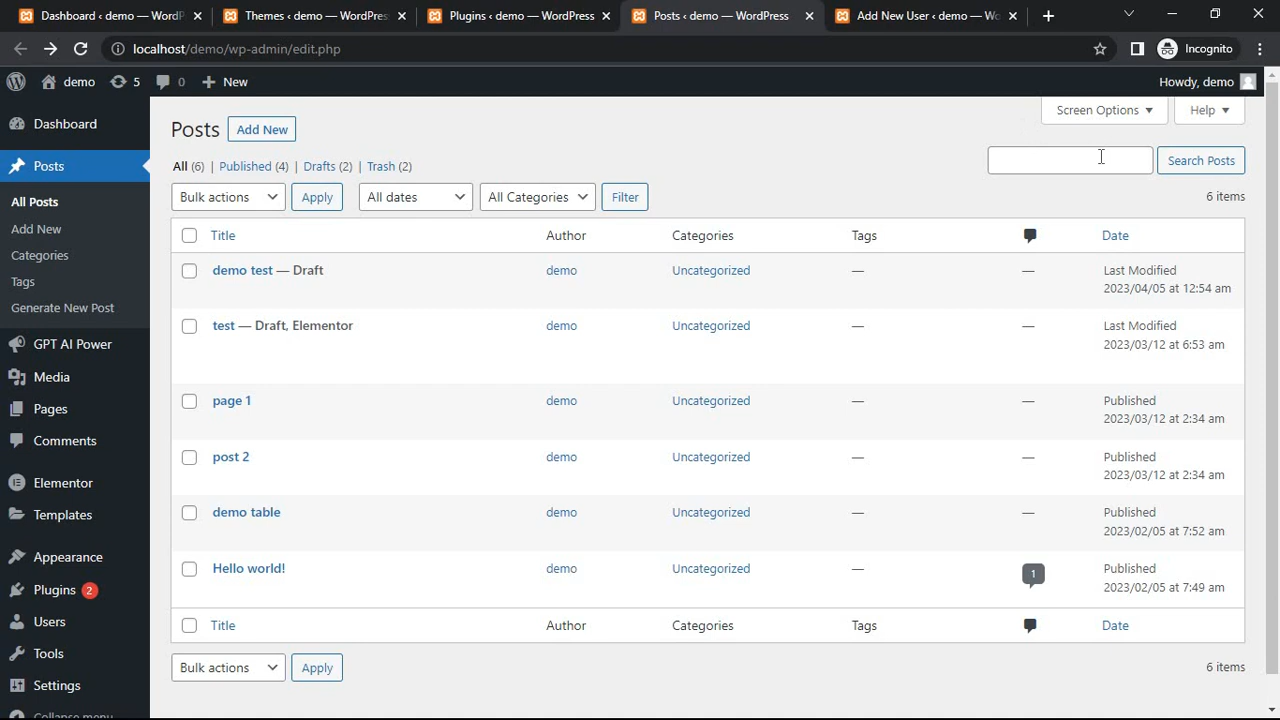 Dashboard ‹ demo — WordP
Themes ‹ demo — WordPres
Plugins ‹ demo — WordPress
Posts ‹ demo — WordPress
Add New User ‹ demo — Wo
localhost/demo/wp-admin/edit.php
Incognito
demo
5
0
New
Howdy, demo
Dashboard
Posts
All Posts
Add New
Categories
Tags
Generate New Post
GPT AI Power
Media
Pages
Comments
Elementor
Templates
Appearance
Plugins 2
Users
Tools
Settings
Collapse menu
Screen Options
Help
Posts
Add New
All (6) | Published (4) | Drafts (2) | Trash (2)
Search Posts
Bulk actions
Apply
All dates
All Categories
Filter
6 items
Title Author Categories Tags Date
demo test — Draft demo Uncategorized — — Last Modified
2023/04/05 at 12:54 am
test — Draft, Elementor demo Uncategorized — — Last Modified
2023/03/12 at 6:53 am
page 1 demo Uncategorized — — Published
2023/03/12 at 2:34 am
post 2 demo Uncategorized — — Published
2023/03/12 at 2:34 am
demo table demo Uncategorized — — Published
2023/02/05 at 7:52 am
Hello world! demo Uncategorized — 1 Published
2023/02/05 at 7:49 am
Title Author Categories Tags Date
Bulk actions
Apply
6 items